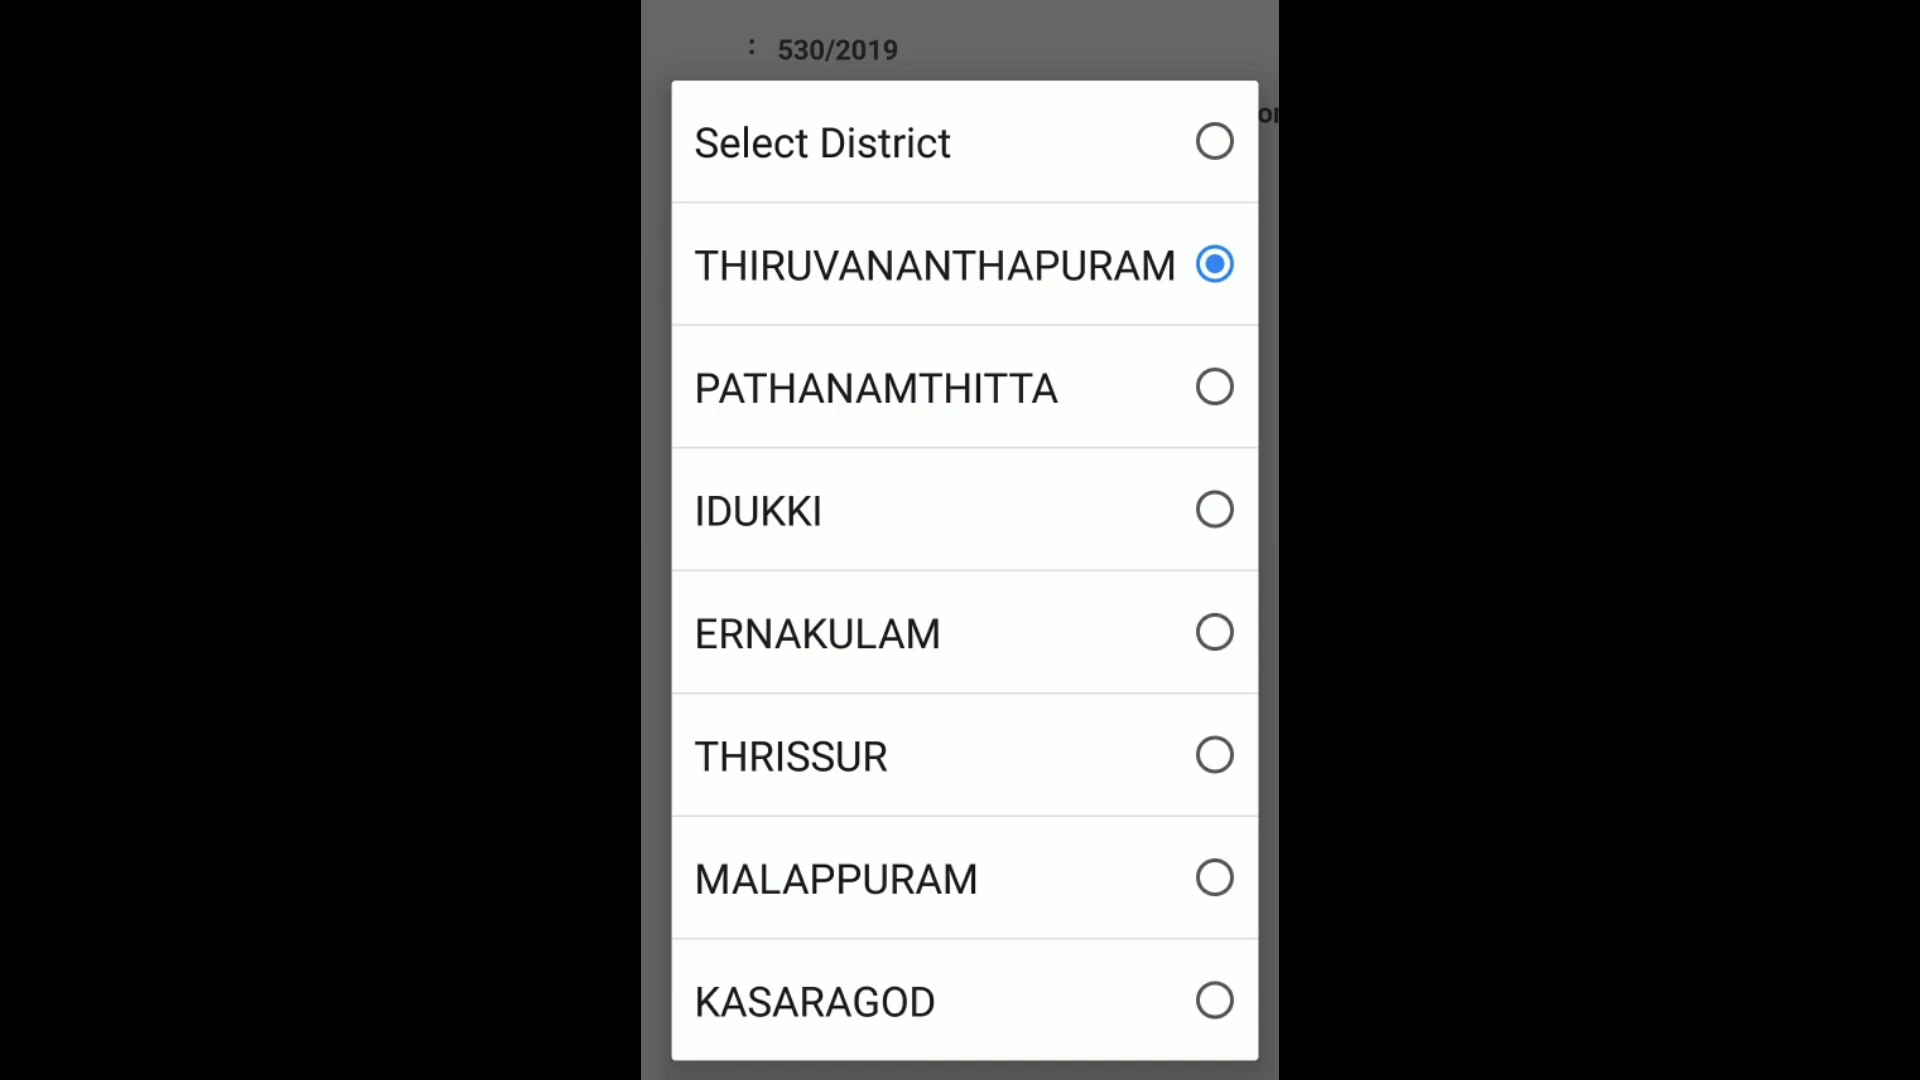 : 530/2019
Select District
THIRUVANANTHAPURAM
PATHANAMTHITTA
IDUKKI
ERNAKULAM
THRISSUR
MALAPPURAM
KASARAGOD